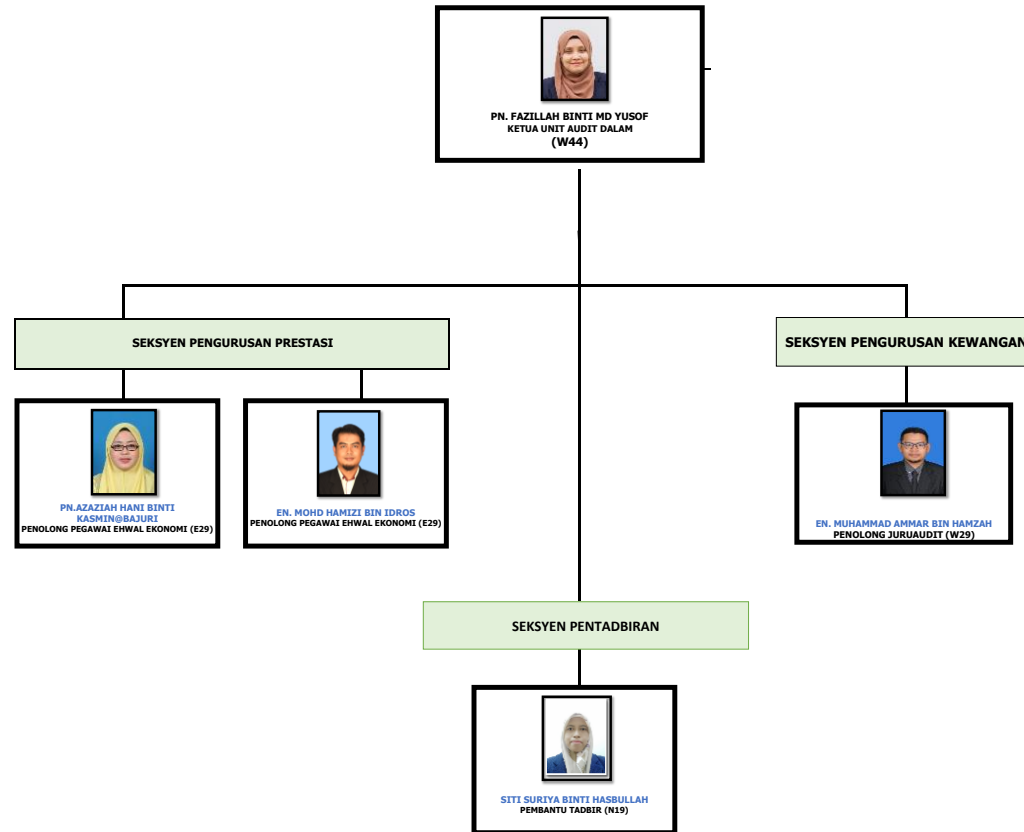 PN. FAZILLAH BINTI MD YUSOF
KETUA UNIT AUDIT DALAM
(W44)
SEKSYEN PENGURUSAN PRESTASI
SEKSYEN PENGURUSAN KEWANGAN
PN.AZAZIAH HANI BINTI
KASMIN@BAJURI
PENOLONG PEGAWAI EHWAL EKONOMI (E29)
EN. MOHD HAMIZI BIN IDROS
PENOLONG PEGAWAI EHWAL EKONOMI (E29)
EN. MUHAMMAD AMMAR BIN HAMZAH
PENOLONG JURUAUDIT (W29)
SEKSYEN PENTADBIRAN
SITI SURIYA BINTI HASBULLAH
PEMBANTU TADBIR (N19)